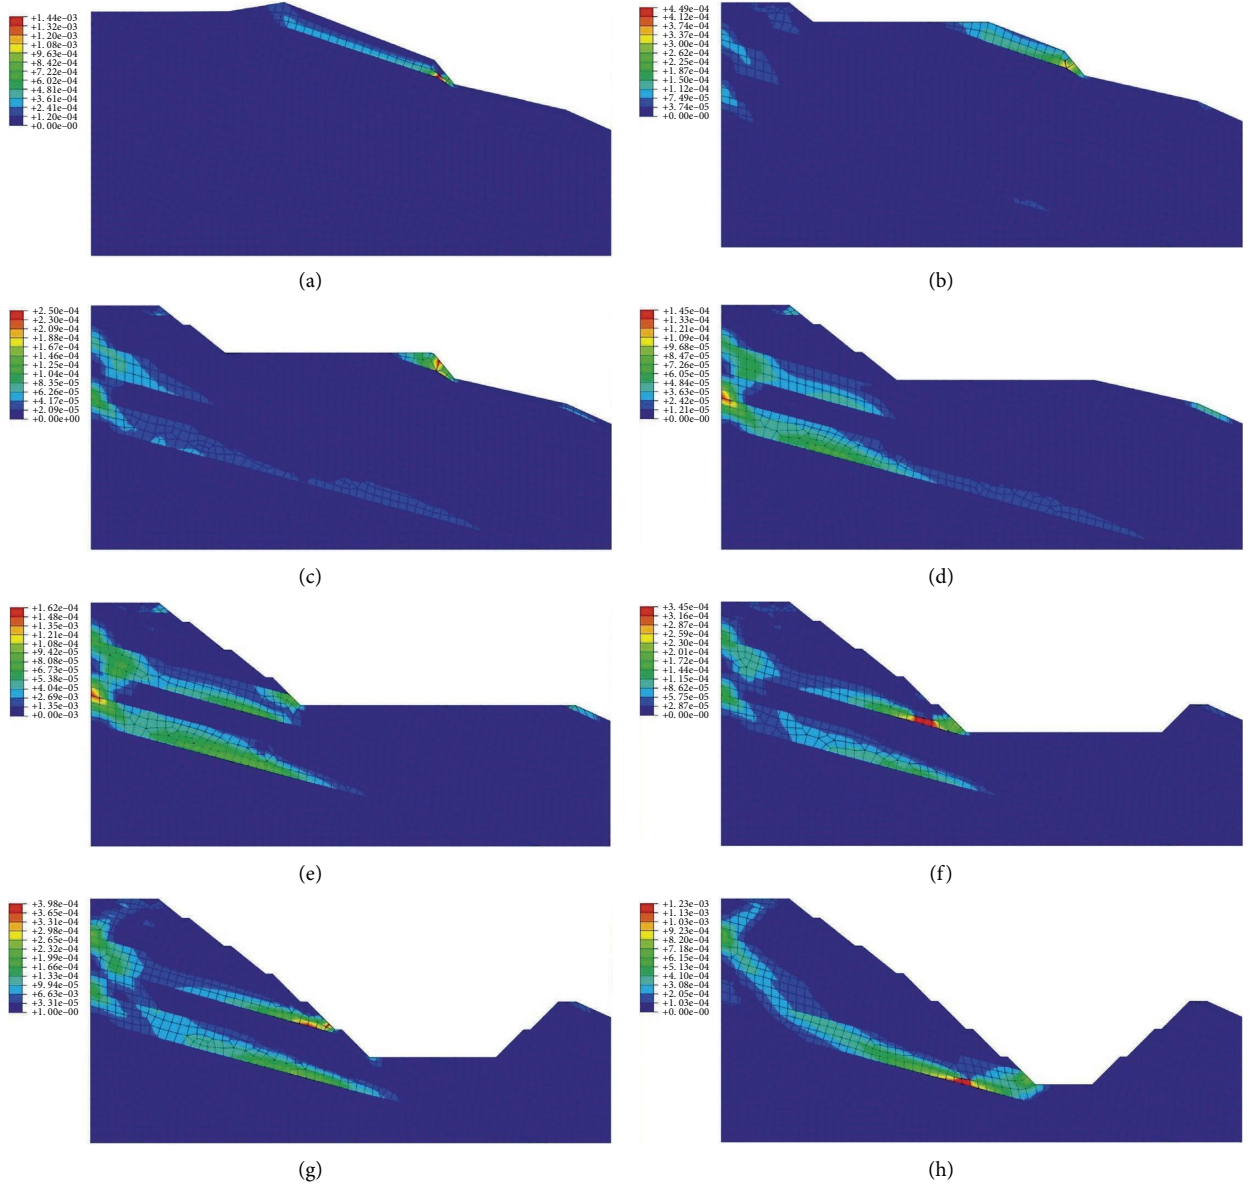 +1.44e-03
+1.32e-03
+1.20e-03
+1.08e-03
+9.63e-04
+8.42e-04
+7.22e-04
+6.02e-04
+4.81e-04
+3.61e-04
+2.41e-04
+1.20e-04
+0.00e-00
(a)
+4.49e-04
+4.12e-04
+3.74e-04
+3.37e-04
+3.00e-04
+2.62e-04
+2.25e-04
+1.87e-04
+1.50e-04
+1.12e-04
+7.49e-05
+3.74e-05
+0.00e-00
(b)
+2.50e-04
+2.30e-04
+2.09e-04
+1.88e-04
+1.67e-04
+1.46e-04
+1.25e-04
+1.04e-04
+8.35e-05
+6.26e-05
+4.17e-05
+2.09e-05
+0.00e+00
(c)
+1.45e-04
+1.33e-04
+1.21e-04
+1.09e-04
+9.68e-05
+8.47e-05
+7.26e-05
+6.05e-05
+4.84e-05
+3.63e-05
+2.42e-05
+1.21e-05
+0.00e-00
(d)
+1.62e-04
+1.48e-04
+1.35e-03
+1.21e-04
+1.08e-04
+9.42e-05
+8.08e-05
+6.73e-05
+5.38e-05
+4.04e-05
+2.69e-03
+1.35e-03
+0.00e-03
(e)
+3.45e-04
+3.16e-04
+2.87e-04
+2.59e-04
+2.30e-04
+2.01e-04
+1.72e-04
+1.44e-04
+1.15e-04
+8.62e-05
+5.75e-05
+2.87e-05
+0.00e-00
(f)
+3.98e-04
+3.65e-04
+3.31e-04
+2.98e-04
+2.65e-04
+2.32e-04
+1.99e-04
+1.66e-04
+1.33e-04
+9.94e-05
+6.63e-03
+3.31e-05
+1.00e-00
(g)
+1.23e-03
+1.13e-03
+1.03e-03
+9.23e-04
+8.20e-04
+7.18e-04
+6.15e-04
+5.13e-04
+4.10e-04
+3.08e-04
+2.05e-04
+1.03e-04
+0.00e-00
(h)